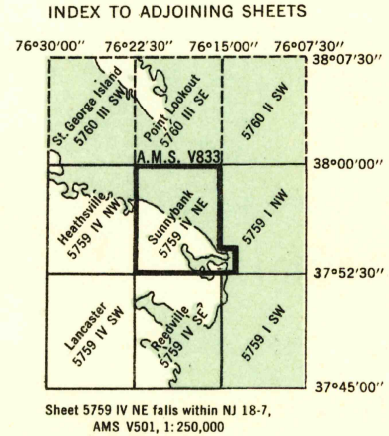 INDEX TO ADJOINING SHEETS
76°30'00" 76°22'30" 76°15'00" 76°07'30"
38°07'30"
St. George Island
5760 III SW
Point Lookout
5760 III SE
5760 II SW
A.M.S. V833
38°00'00"
Heathsville
5759 IV NW
Sunnybank
5759 IV NE
5759 I NW
37°52'30"
Lancaster
5759 IV SW
Reedville
5759 IV SE
5759 I SW
37°45'00"
Sheet 5759 IV NE falls within NJ 18-7,
AMS V501, 1:250,000